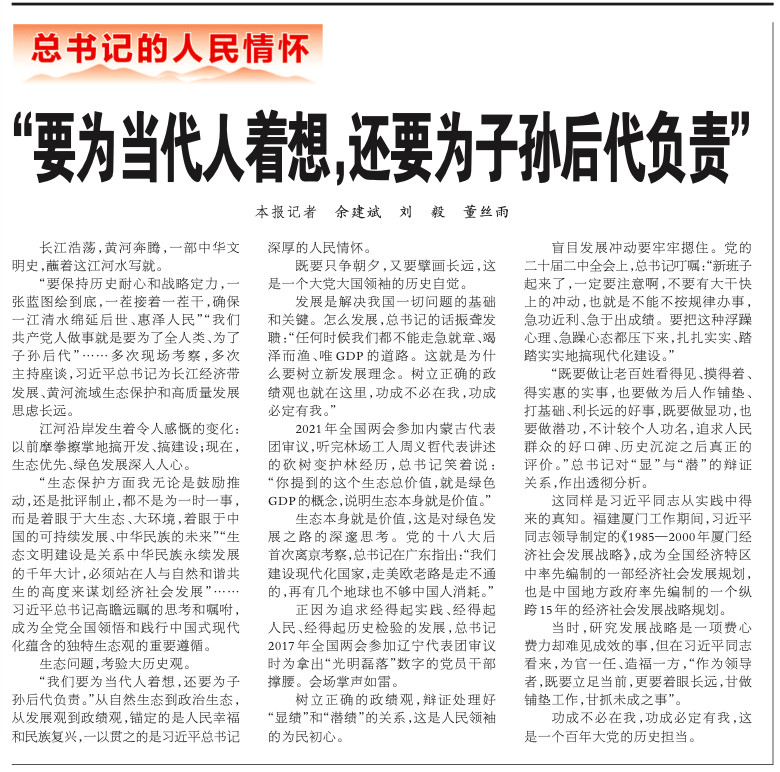 总书记的人民情怀
“要为当代人着想,还要为子孙后代负责”
本报记者 余建斌 刘 毅 董丝雨
长江浩荡,黄河奔腾,一部中华文
明史,蘸着这江河水写就。
“要保持历史耐心和战略定力,一
张蓝图绘到底,一茬接着一茬干,确保
一江清水绵延后世、惠泽人民”“我们
共产党人做事就是要为了全人类、为了
子孙后代”……多次现场考察,多次
主持座谈,习近平总书记为长江经济带
发展、黄河流域生态保护和高质量发展
思虑长远。
江河沿岸发生着令人感慨的变化:
以前摩拳擦掌地搞开发、搞建设;现在,
生态优先、绿色发展深入人心。
“生态保护方面我无论是鼓励推
动,还是批评制止,都不是为一时一事,
而是着眼于大生态、大环境,着眼于中
国的可持续发展、中华民族的未来”“生
态文明建设是关系中华民族永续发展
的千年大计,必须站在人与自然和谐共
生的高度来谋划经济社会发展”……
习近平总书记高瞻远瞩的思考和嘱咐,
成为全党全国领悟和践行中国式现代
化蕴含的独特生态观的重要遵循。
生态问题,考验大历史观。
“我们要为当代人着想,还要为子
孙后代负责。”从自然生态到政治生态,
从发展观到政绩观,锚定的是人民幸福
和民族复兴,一以贯之的是习近平总书记
深厚的人民情怀。
既要只争朝夕,又要擘画长远,这
是一个大党大国领袖的历史自觉。
发展是解决我国一切问题的基础
和关键。怎么发展,总书记的话振聋发
聩:“任何时候我们都不能走急就章、竭
泽而渔、唯GDP的道路。这就是为什
么要树立新发展理念。树立正确的政
绩观也就在这里,功成不必在我,功成
必定有我。”
2021年全国两会参加内蒙古代表
团审议,听完林场工人周义哲代表讲述
的砍树变护林经历,总书记笑着说:
“你提到的这个生态总价值,就是绿色
GDP的概念,说明生态本身就是价值。”
生态本身就是价值,这是对绿色发
展之路的深邃思考。党的十八大后
首次离京考察,总书记在广东指出:“我们
建设现代化国家,走美欧老路是走不通
的,再有几个地球也不够中国人消耗。”
正因为追求经得起实践、经得起
人民、经得起历史检验的发展,总书记
2017年全国两会参加辽宁代表团审议
时为拿出“光明磊落”数字的党员干部
撑腰。会场掌声如雷。
树立正确的政绩观,辩证处理好
“显绩”和“潜绩”的关系,这是人民领袖
的为民初心。
盲目发展冲动要牢牢摁住。党的
二十届二中全会上,总书记叮嘱:“新班子
起来了,一定要注意啊,不要有大干快
上的冲动,也就是不能不按规律办事,
急功近利、急于出成绩。要把这种浮躁
心理、急躁心态都压下来,扎扎实实、踏
踏实实地搞现代化建设。”
“既要做让老百姓看得见、摸得着、
得实惠的实事,也要做为后人作铺垫、
打基础、利长远的好事,既要做显功,也
要做潜功,不计较个人功名,追求人民
群众的好口碑、历史沉淀之后真正的
评价。”总书记对“显”与“潜”的辩证
关系,作出透彻分析。
这同样是习近平同志从实践中得
来的真知。福建厦门工作期间,习近平
同志领导制定的《1985—2000年厦门经
济社会发展战略》,成为全国经济特区
中率先编制的一部经济社会发展规划,
也是中国地方政府率先编制的一个纵
跨15年的经济社会发展战略规划。
当时,研究发展战略是一项费心
费力却难见成效的事,但在习近平同志
看来,为官一任、造福一方,“作为领导
者,既要立足当前,更要着眼长远,甘做
铺垫工作,甘抓未成之事”。
功成不必在我,功成必定有我,这
是一个百年大党的历史担当。